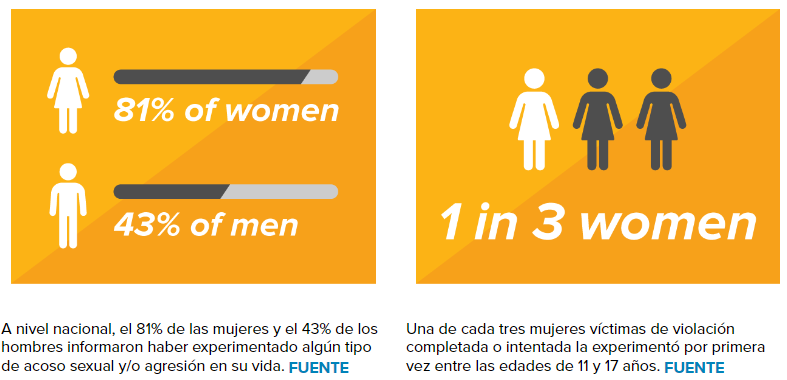 81% of women
43% of men
A nivel nacional, el 81% de las mujeres y el 43% de los
hombres informaron haber experimentado algún tipo
de acoso sexual y/o agresión en su vida. FUENTE
1 in 3 women
Una de cada tres mujeres víctimas de violación
completada o intentada la experimentó por primera
vez entre las edades de 11 y 17 años. FUENTE